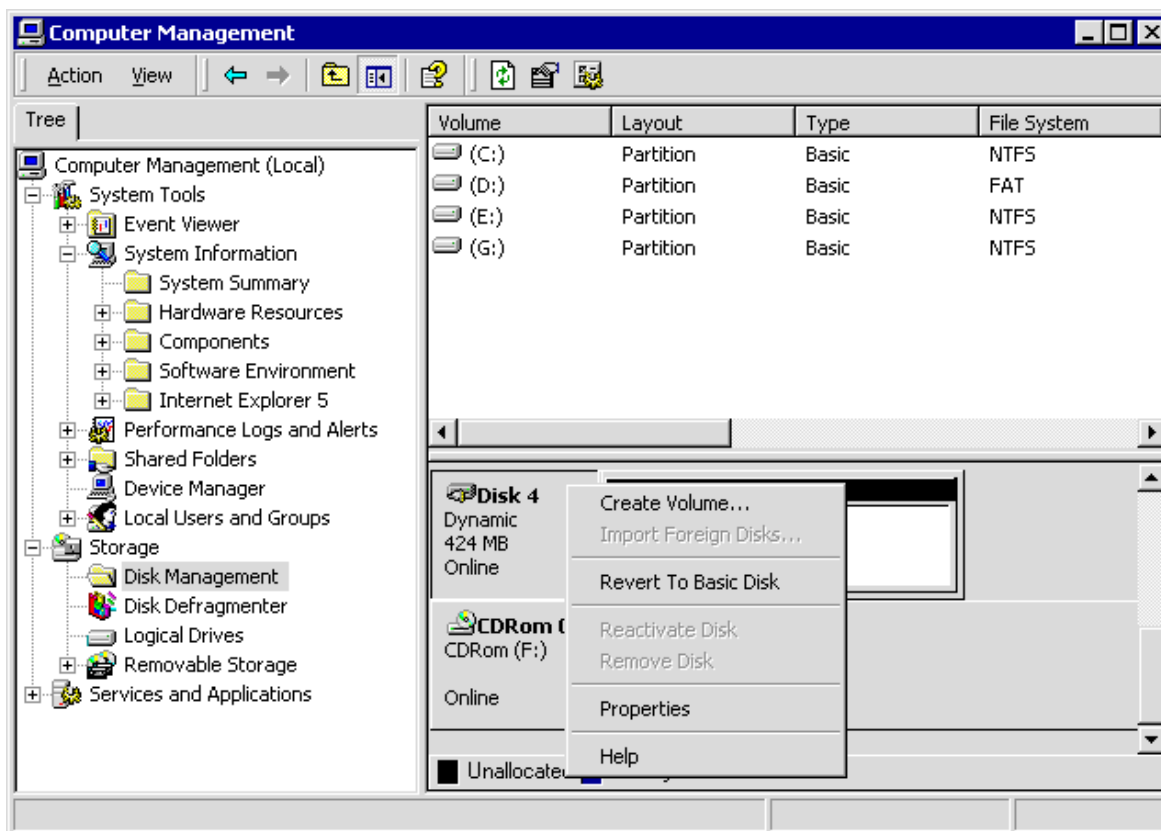 Computer Management
Action View
Tree
Computer Management (Local)
System Tools
Event Viewer
System Information
System Summary
Hardware Resources
Components
Software Environment
Internet Explorer 5
Performance Logs and Alerts
Shared Folders
Device Manager
Local Users and Groups
Storage
Disk Management
Disk Defragmenter
Logical Drives
Removable Storage
Services and Applications
Volume Layout Type File System
(C:) Partition Basic NTFS
(D:) Partition Basic FAT
(E:) Partition Basic NTFS
(G:) Partition Basic NTFS
Disk 4
Dynamic
424 MB
Online
CDRom
CDRom (F:)
Online
Create Volume...
Import Foreign Disks...
Revert To Basic Disk
Reactivate Disk
Remove Disk
Properties
Help